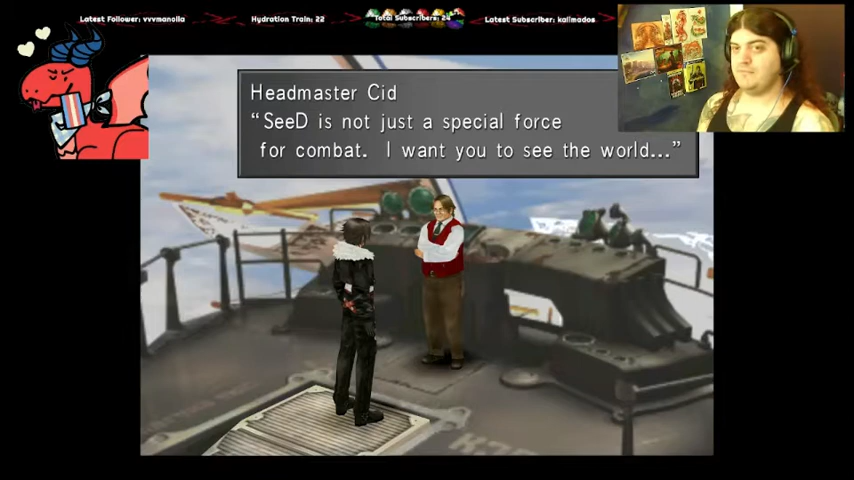 Latest Follower: vvvmanolla
Hydration Train: 22
Total Subscribers: 24
Latest Subscriber: kalimados
Headmaster Cid
“SeeD is not just a special force
for combat.  I want you to see the world...”